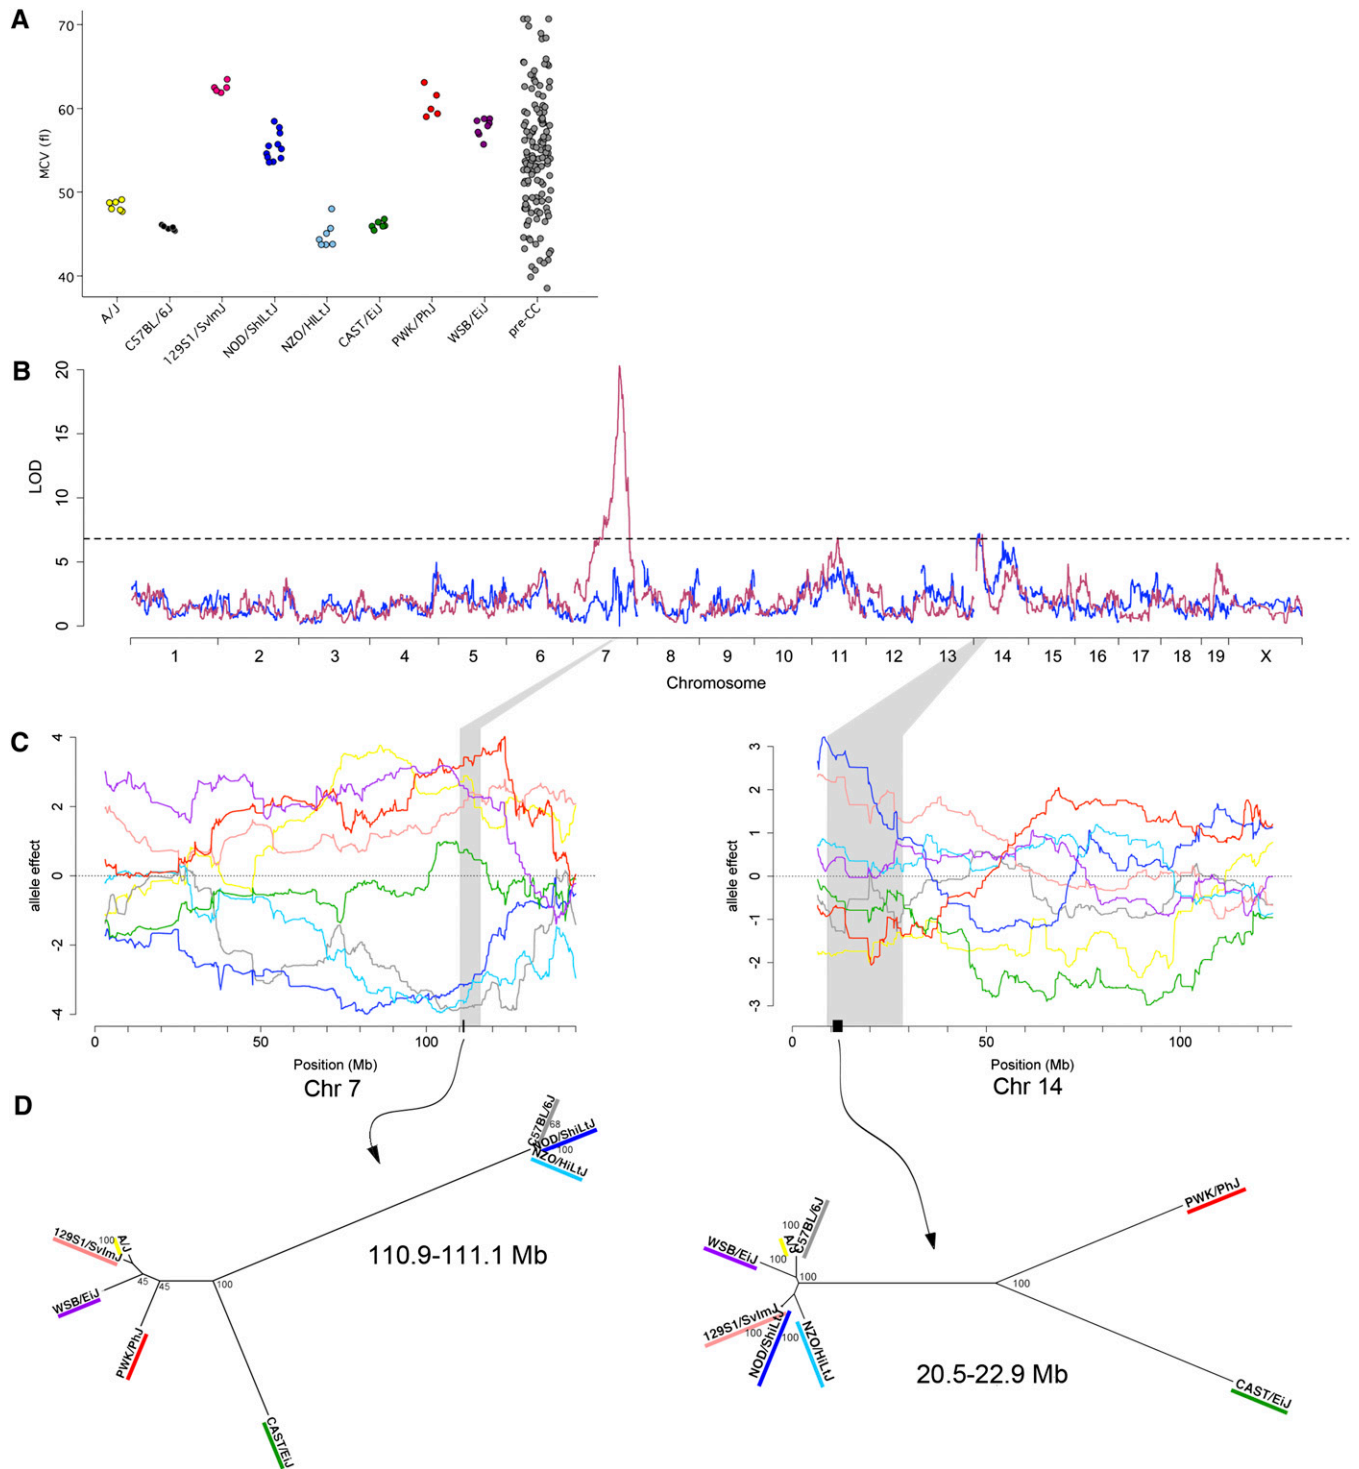 A
70
60
50
40
MCV (fl)
A/J
C57BL/6J
129S1/SvImJ
NOD/ShiLtJ
NZO/HlLtJ
CAST/EiJ
PWK/PhJ
WSB/EiJ
pre-CC
B
20
15
10
5
0
LOD
1 2 3 4 5 6 7 8 9 10 11 12 13 14 15 16 17 18 19 X
Chromosome
C
4
2
0
-2
-4
allele effect
0 50 100
Position (Mb)
Chr 7
3
2
1
0
-1
-2
-3
allele effect
0 50 100
Position (Mb)
Chr 14
D
C57BL/6J
68
NOD/ShiLtJ
100
NZO/HiLtJ
129S1/SvImJ
100
A/J
45
45
100
WSB/EiJ
PWK/PhJ
CAST/EiJ
110.9-111.1 Mb
PWK/PhJ
C57BL/6J
100
A/J
WSB/EiJ
100
100
100
129S1/SvImJ
100
100
NOD/ShiLtJ
NZO/HiLtJ
CAST/EiJ
20.5-22.9 Mb